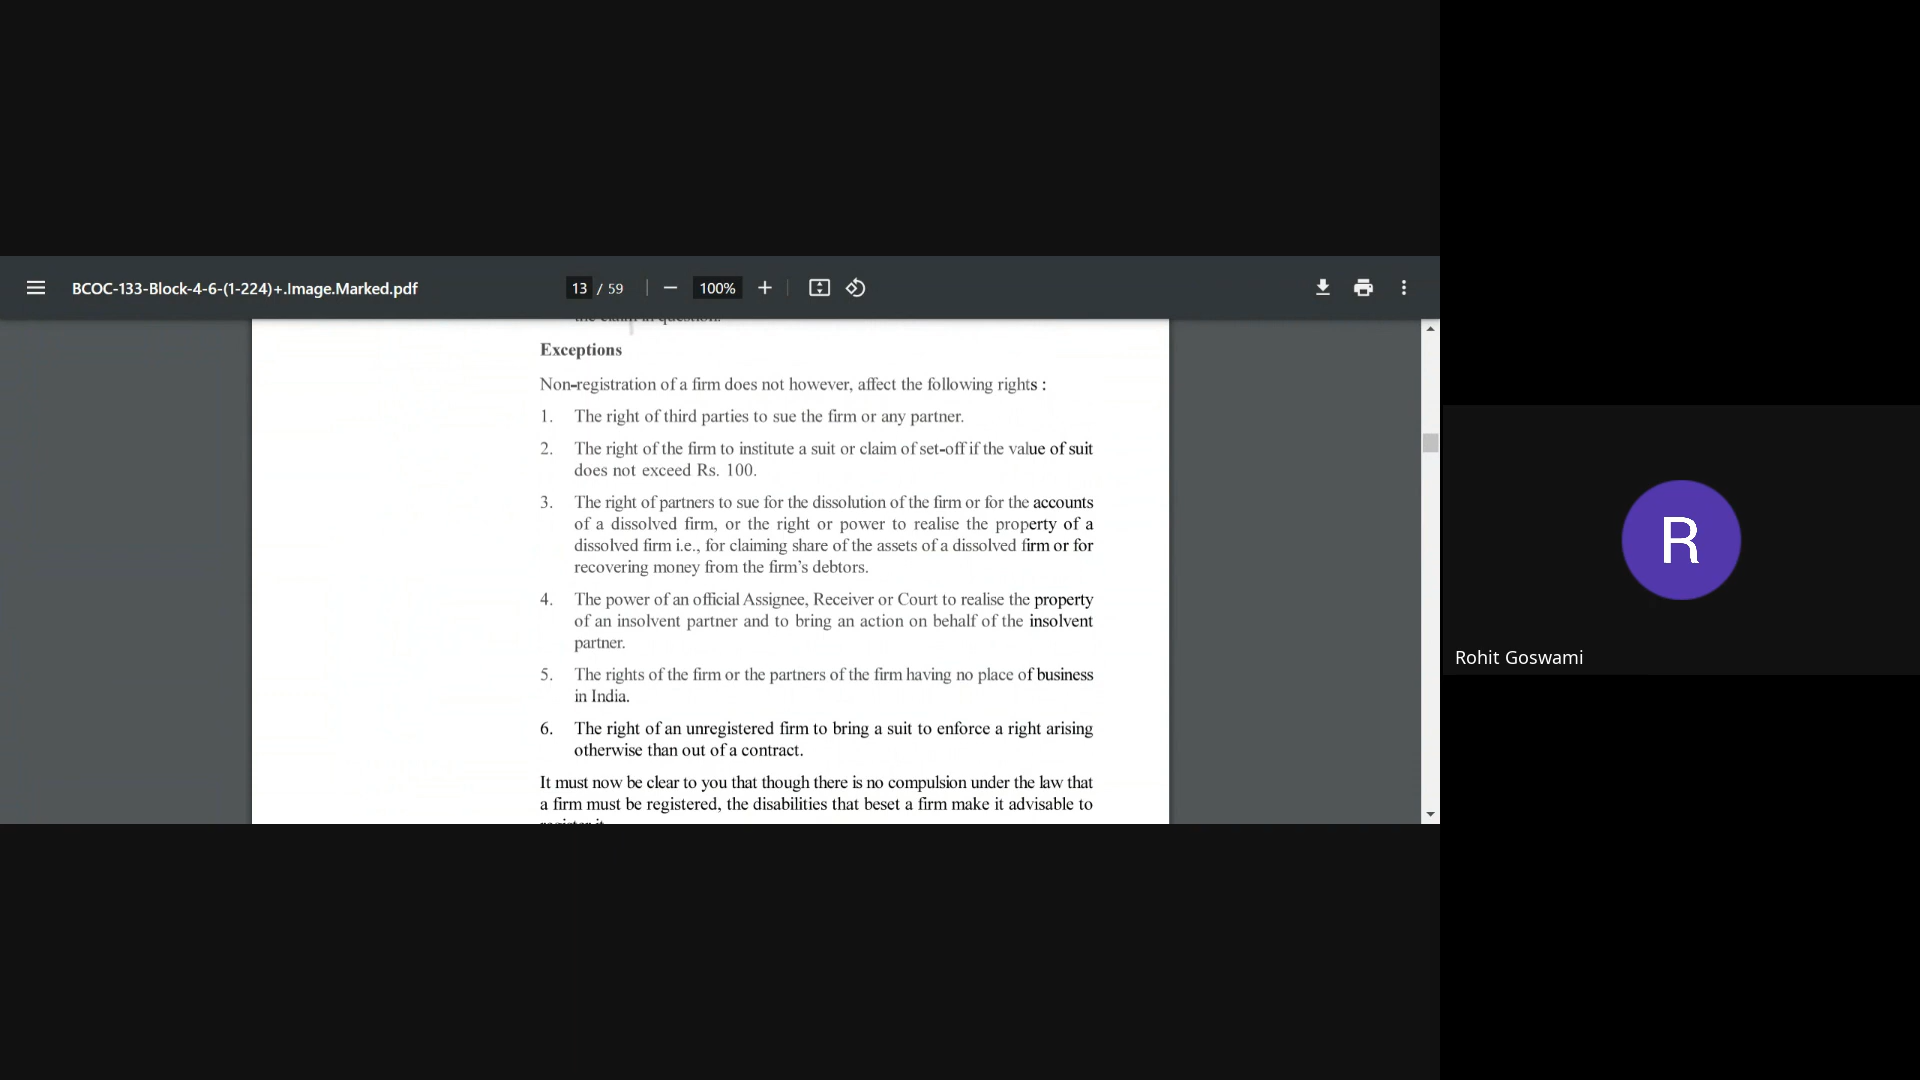 BCOC-133-Block-4-6-(1-224)+.Image.Marked.pdf
13 / 59
100%
the claim in question.
Exceptions
Non-registration of a firm does not however, affect the following rights :
1. The right of third parties to sue the firm or any partner.
2. The right of the firm to institute a suit or claim of set-off if the value of suit
does not exceed Rs. 100.
3. The right of partners to sue for the dissolution of the firm or for the accounts
of a dissolved firm, or the right or power to realise the property of a
dissolved firm i.e., for claiming share of the assets of a dissolved firm or for
recovering money from the firm's debtors.
4. The power of an official Assignee, Receiver or Court to realise the property
of an insolvent partner and to bring an action on behalf of the insolvent
partner.
5. The rights of the firm or the partners of the firm having no place of business
in India.
6. The right of an unregistered firm to bring a suit to enforce a right arising
otherwise than out of a contract.
It must now be clear to you that though there is no compulsion under the law that
a firm must be registered, the disabilities that beset a firm make it advisable to
register it.
R
Rohit Goswami